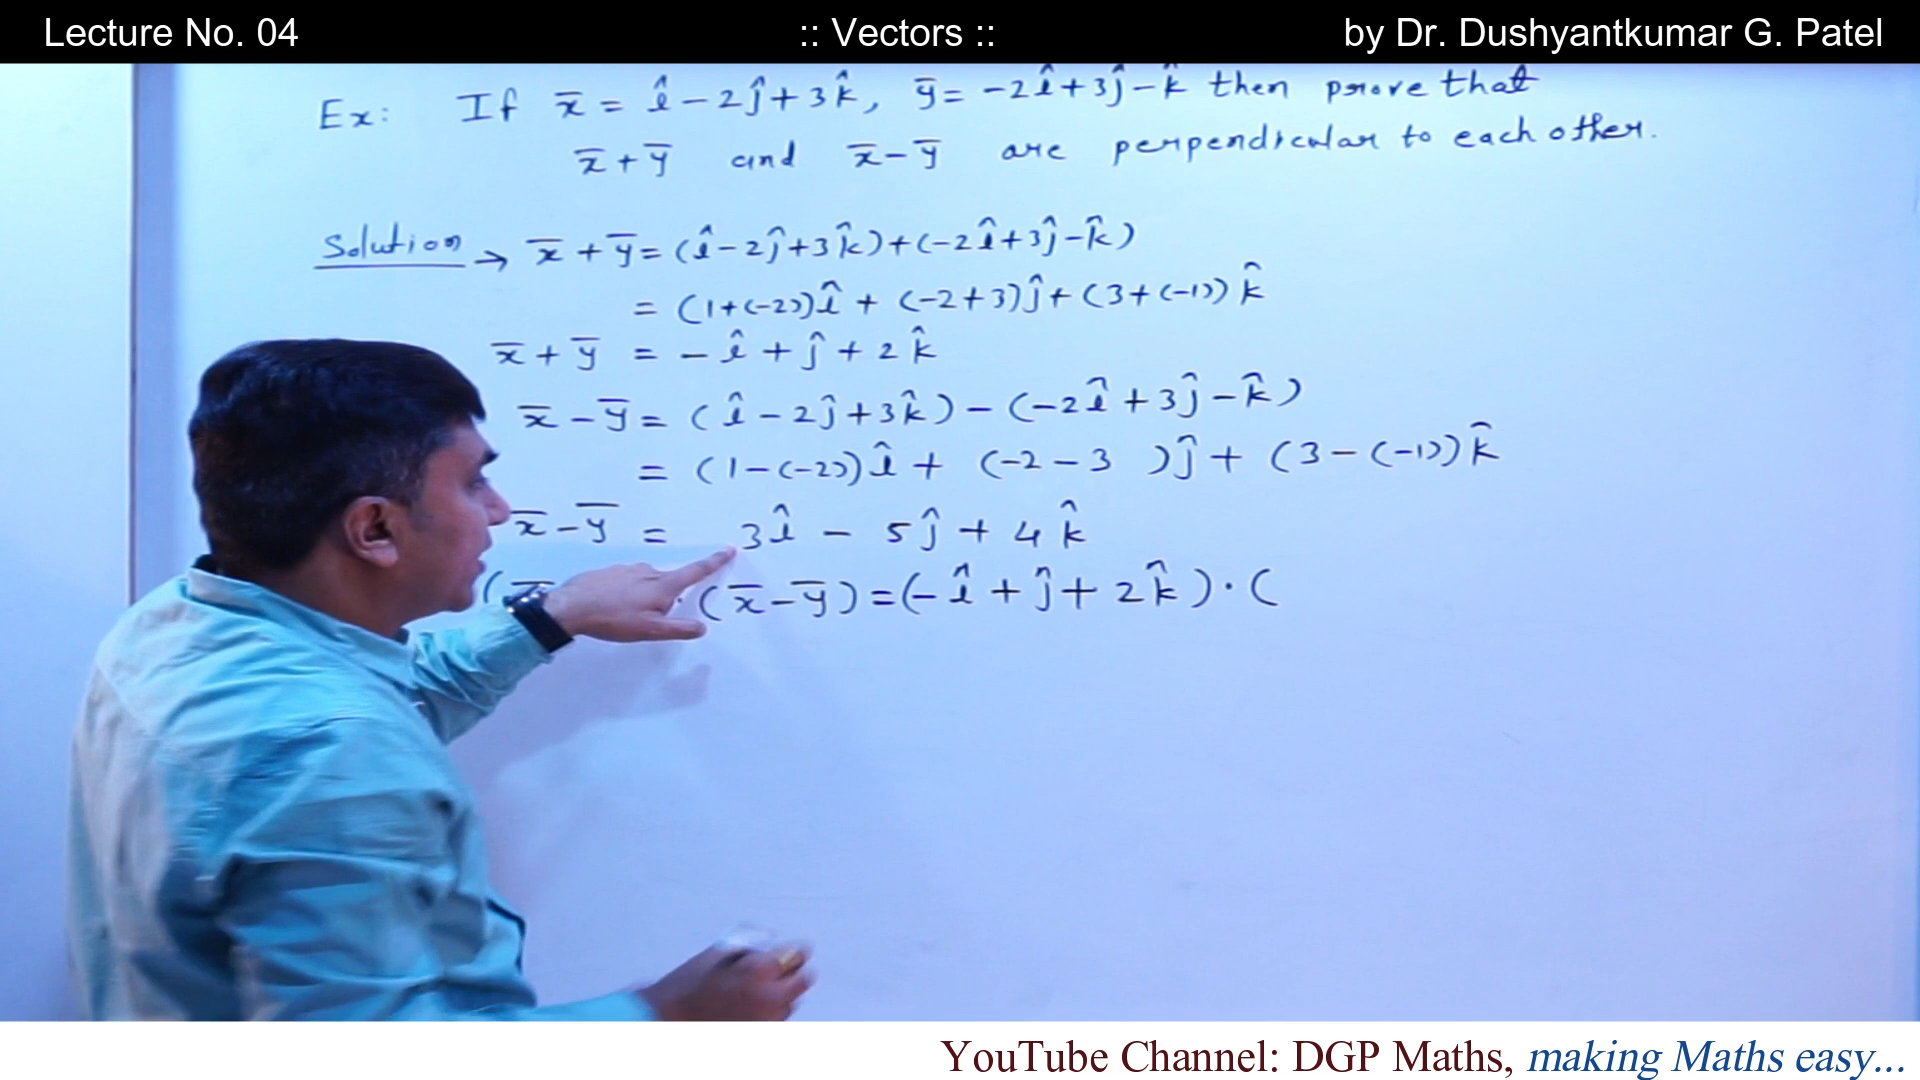 Lecture No. 04 :: Vectors :: by Dr. Dushyantkumar G. Patel
Ex: If x̅ = î − 2ĵ + 3k̂, y̅ = −2î + 3ĵ − k̂ then prove that
x̅ + y̅ and x̅ − y̅ are perpendicular to each other.
Solution → x̅ + y̅ = (î − 2ĵ + 3k̂) + (−2î + 3ĵ − k̂)
= (1+(−2))î + (−2+3)ĵ + (3+(−1))k̂
x̅ + y̅ = −î + ĵ + 2k̂
x̅ − y̅ = (î − 2ĵ + 3k̂) − (−2î + 3ĵ − k̂)
= (1−(−2))î + (−2−3 )ĵ + (3−(−1))k̂
x̅ − y̅ = 3î − 5ĵ + 4k̂
( · (x̅ − y̅) = (−î + ĵ + 2k̂) · (
YouTube Channel: DGP Maths, making Maths easy...